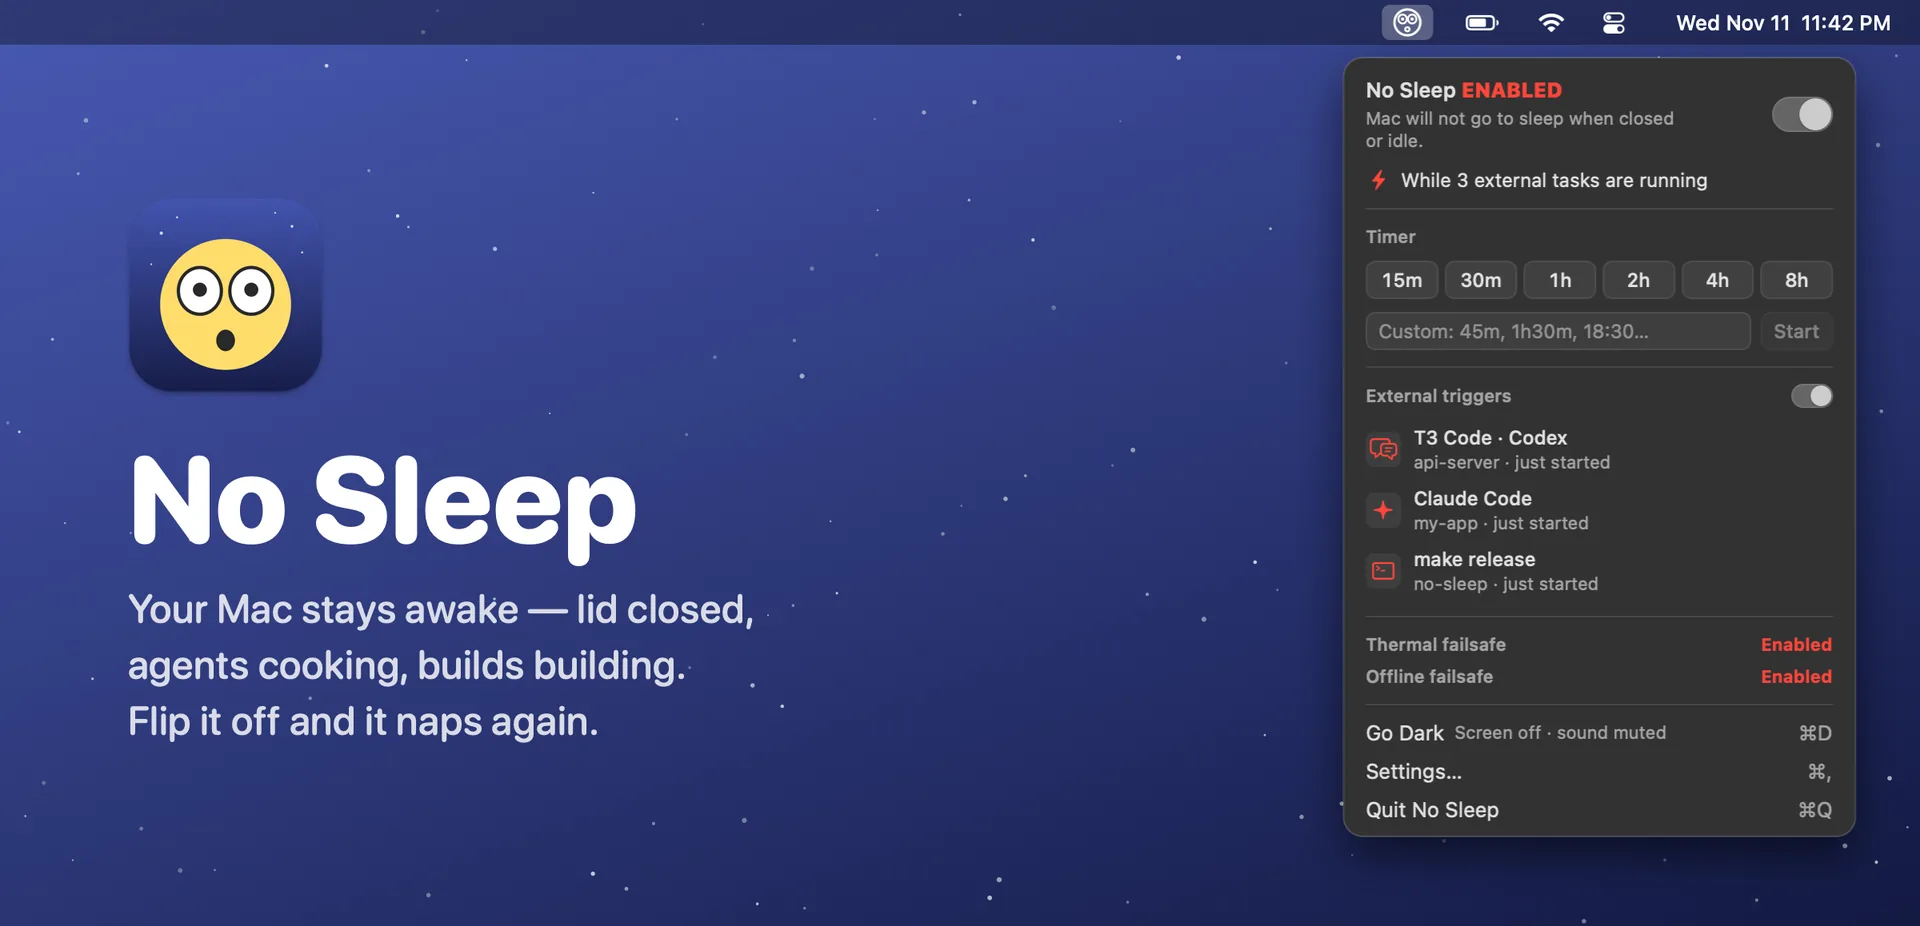 Wed Nov 11 11:42 PM
No Sleep
Your Mac stays awake — lid closed,
agents cooking, builds building.
Flip it off and it naps again.
No Sleep ENABLED
Mac will not go to sleep when closed
or idle.
While 3 external tasks are running
Timer
15m 30m 1h 2h 4h 8h
Custom: 45m, 1h30m, 18:30... Start
External triggers
T3 Code · Codex
api-server · just started
Claude Code
my-app · just started
make release
no-sleep · just started
Thermal failsafe Enabled
Offline failsafe Enabled
Go Dark Screen off · sound muted ⌘D
Settings... ⌘,
Quit No Sleep ⌘Q